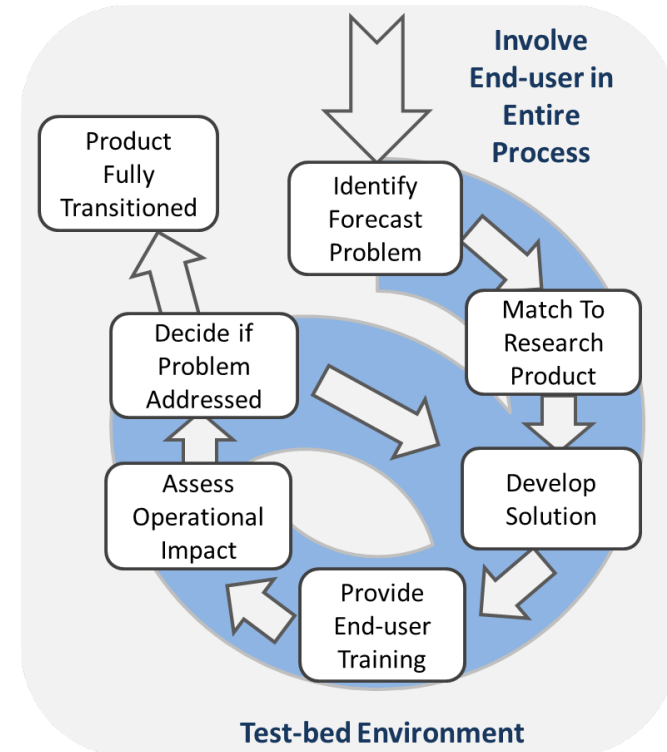 Involve
End-user in
Entire
Process
Product
Fully
Transitioned
Identify
Forecast
Problem
Match To
Research
Product
Decide if
Problem
Addressed
Develop
Solution
Assess
Operational
Impact
Provide
End-user
Training
Test-bed Environment